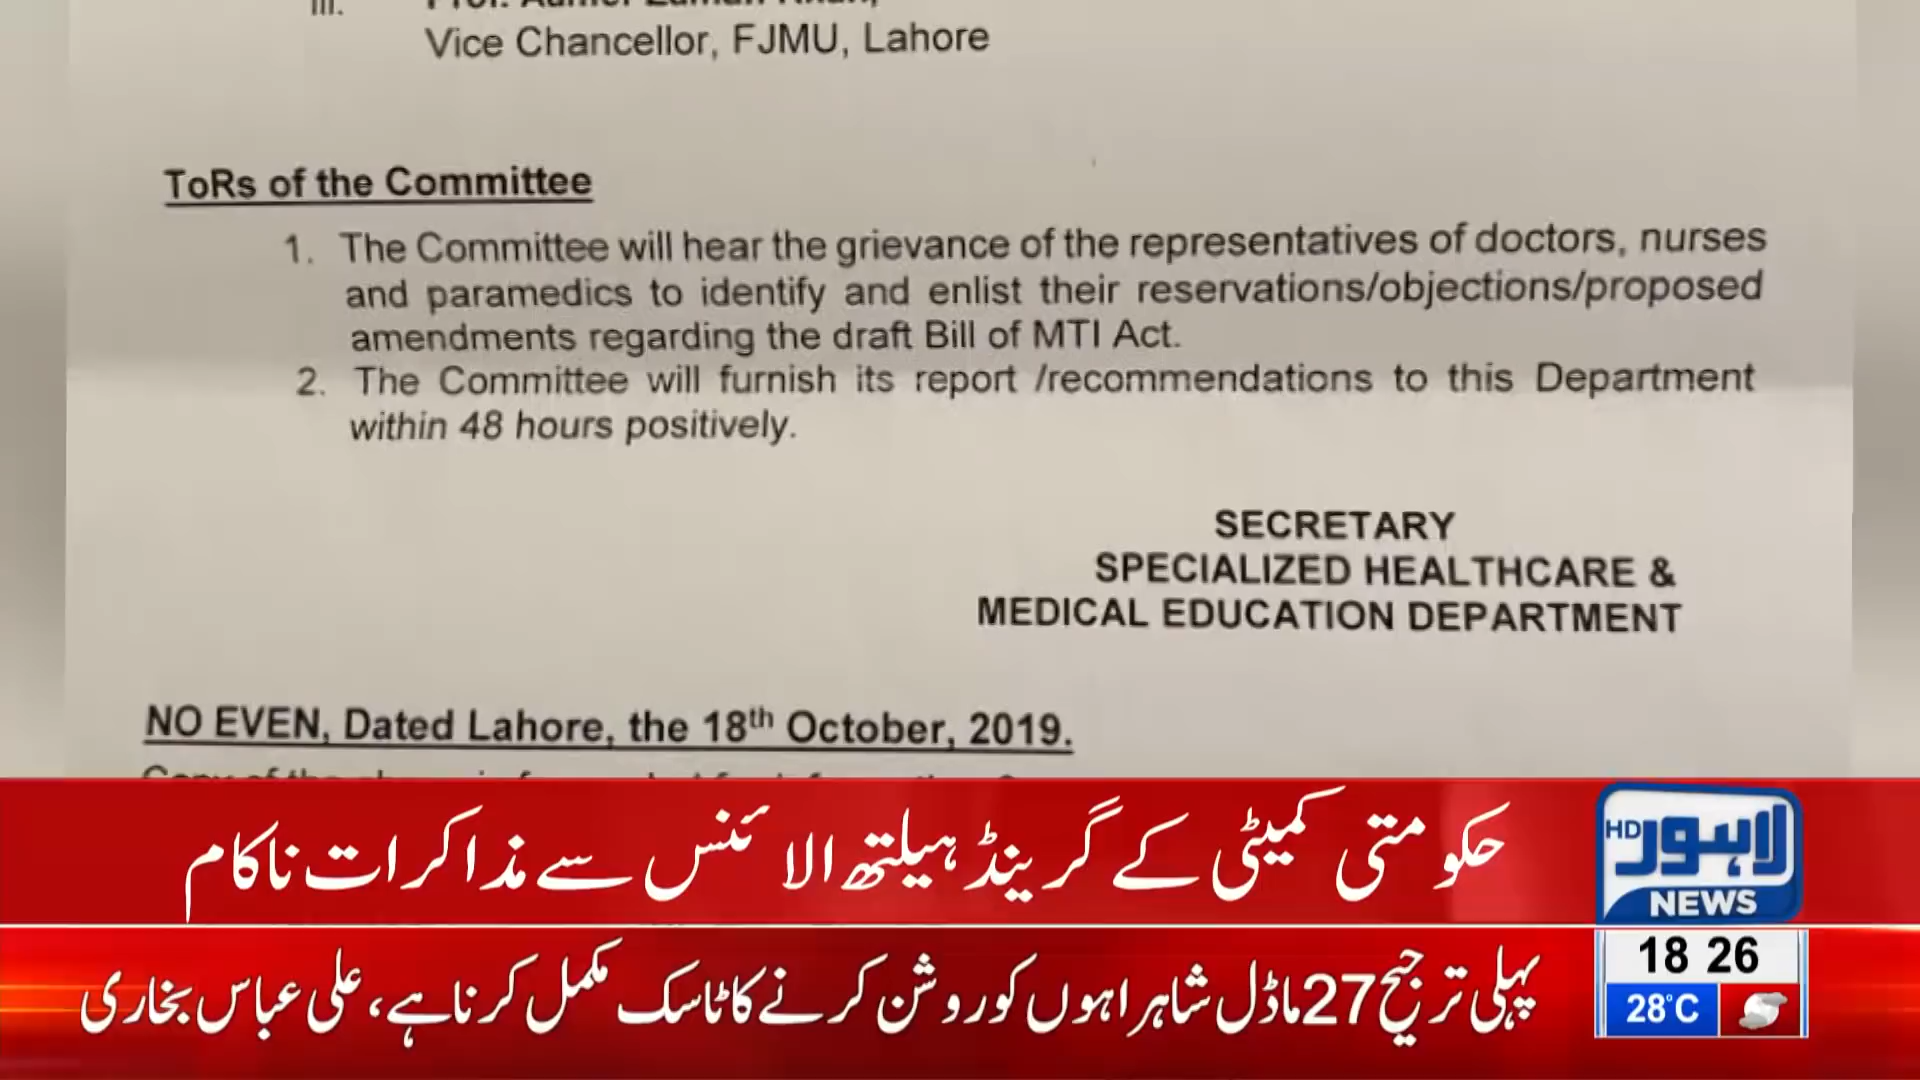 III.
Vice Chancellor, FJMU, Lahore
ToRs of the Committee
1. The Committee will hear the grievance of the representatives of doctors, nurses
and paramedics to identify and enlist their reservations/objections/proposed
amendments regarding the draft Bill of MTI Act.
2. The Committee will furnish its report /recommendations to this Department
within 48 hours positively.
SECRETARY
SPECIALIZED HEALTHCARE &
MEDICAL EDUCATION DEPARTMENT
NO EVEN, Dated Lahore, the 18th October, 2019.
حکومتی کمیٹی کے گرینڈ ہیلتھ الائنس سے مذاکرات ناکام
HD لاہور
NEWS
پہلی ترجیح 27 ماڈل شاہراہوں کو روشن کرنے کا ٹاسک مکمل کرنا ہے، علی عباس بخاری
18 26
28°C